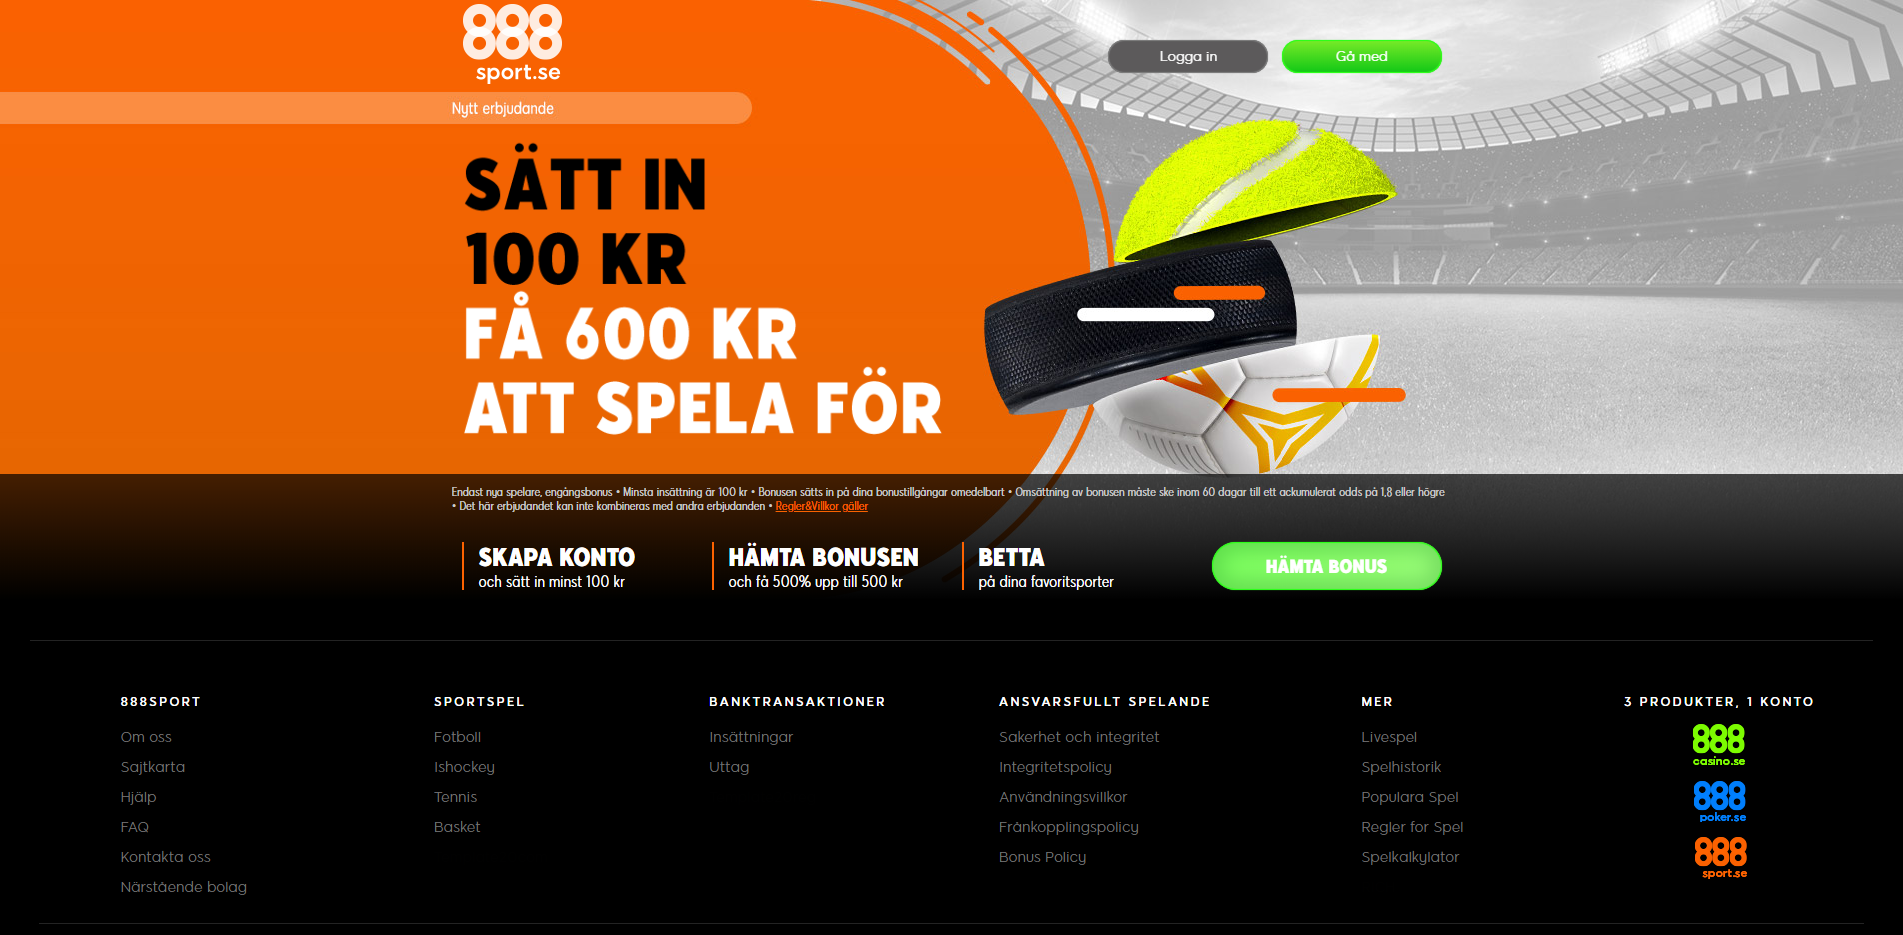 888
sport.se
Logga in
Gå med
Nytt erbjudande
SÄTT IN
100 KR
FÅ 600 KR
ATT SPELA FÖR
Endast nya spelare, engångsbonus • Minsta insättning är 100 kr • Bonusen sätts in på dina bonustillgångar omedelbart • Omsättning av bonusen måste ske inom 60 dagar till ett ackumulerat odds på 1,8 eller högre
• Det här erbjudandet kan inte kombineras med andra erbjudanden • Regler&Villkor gäller
SKAPA KONTO
och sätt in minst 100 kr
HÄMTA BONUSEN
och få 500% upp till 500 kr
BETTA
på dina favoritsporter
HÄMTA BONUS
888SPORT
Om oss
Sajtkarta
Hjälp
FAQ
Kontakta oss
Närstående bolag
SPORTSPEL
Fotboll
Ishockey
Tennis
Basket
BANKTRANSAKTIONER
Insättningar
Uttag
ANSVARSFULLT SPELANDE
Sakerhet och integritet
Integritetspolicy
Användningsvillkor
Frånkopplingspolicy
Bonus Policy
MER
Livespel
Spelhistorik
Populara Spel
Regler for Spel
Spelkalkylator
3 PRODUKTER, 1 KONTO
888
casino.se
888
poker.se
888
sport.se